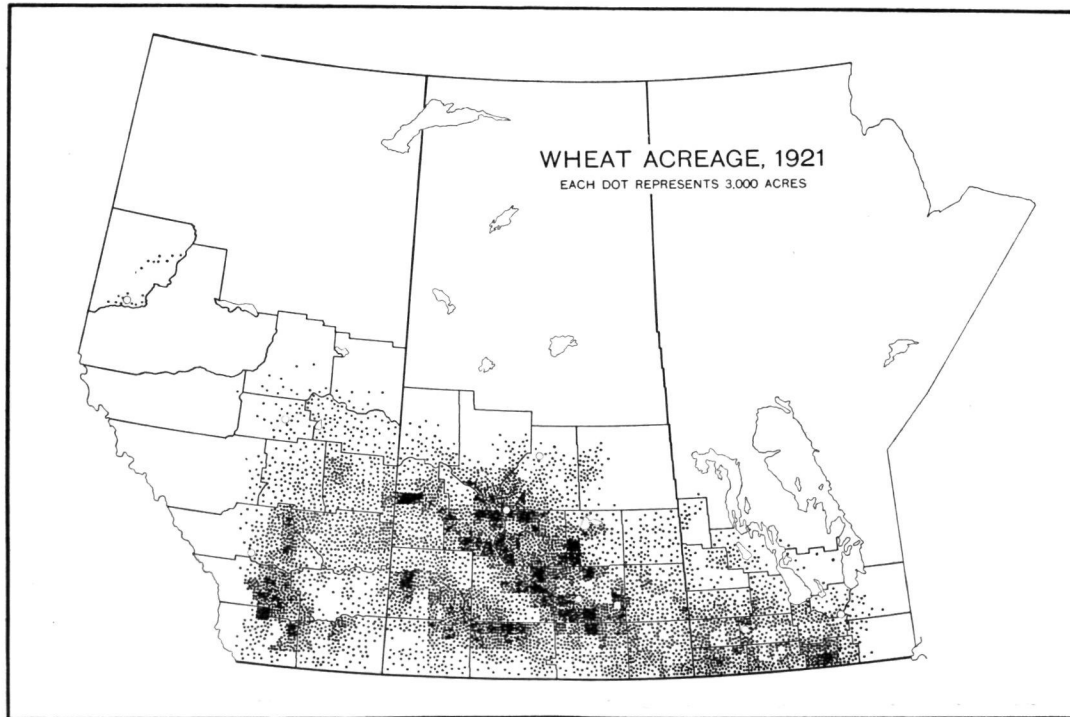 WHEAT ACREAGE, 1921
EACH DOT REPRESENTS 3,000 ACRES